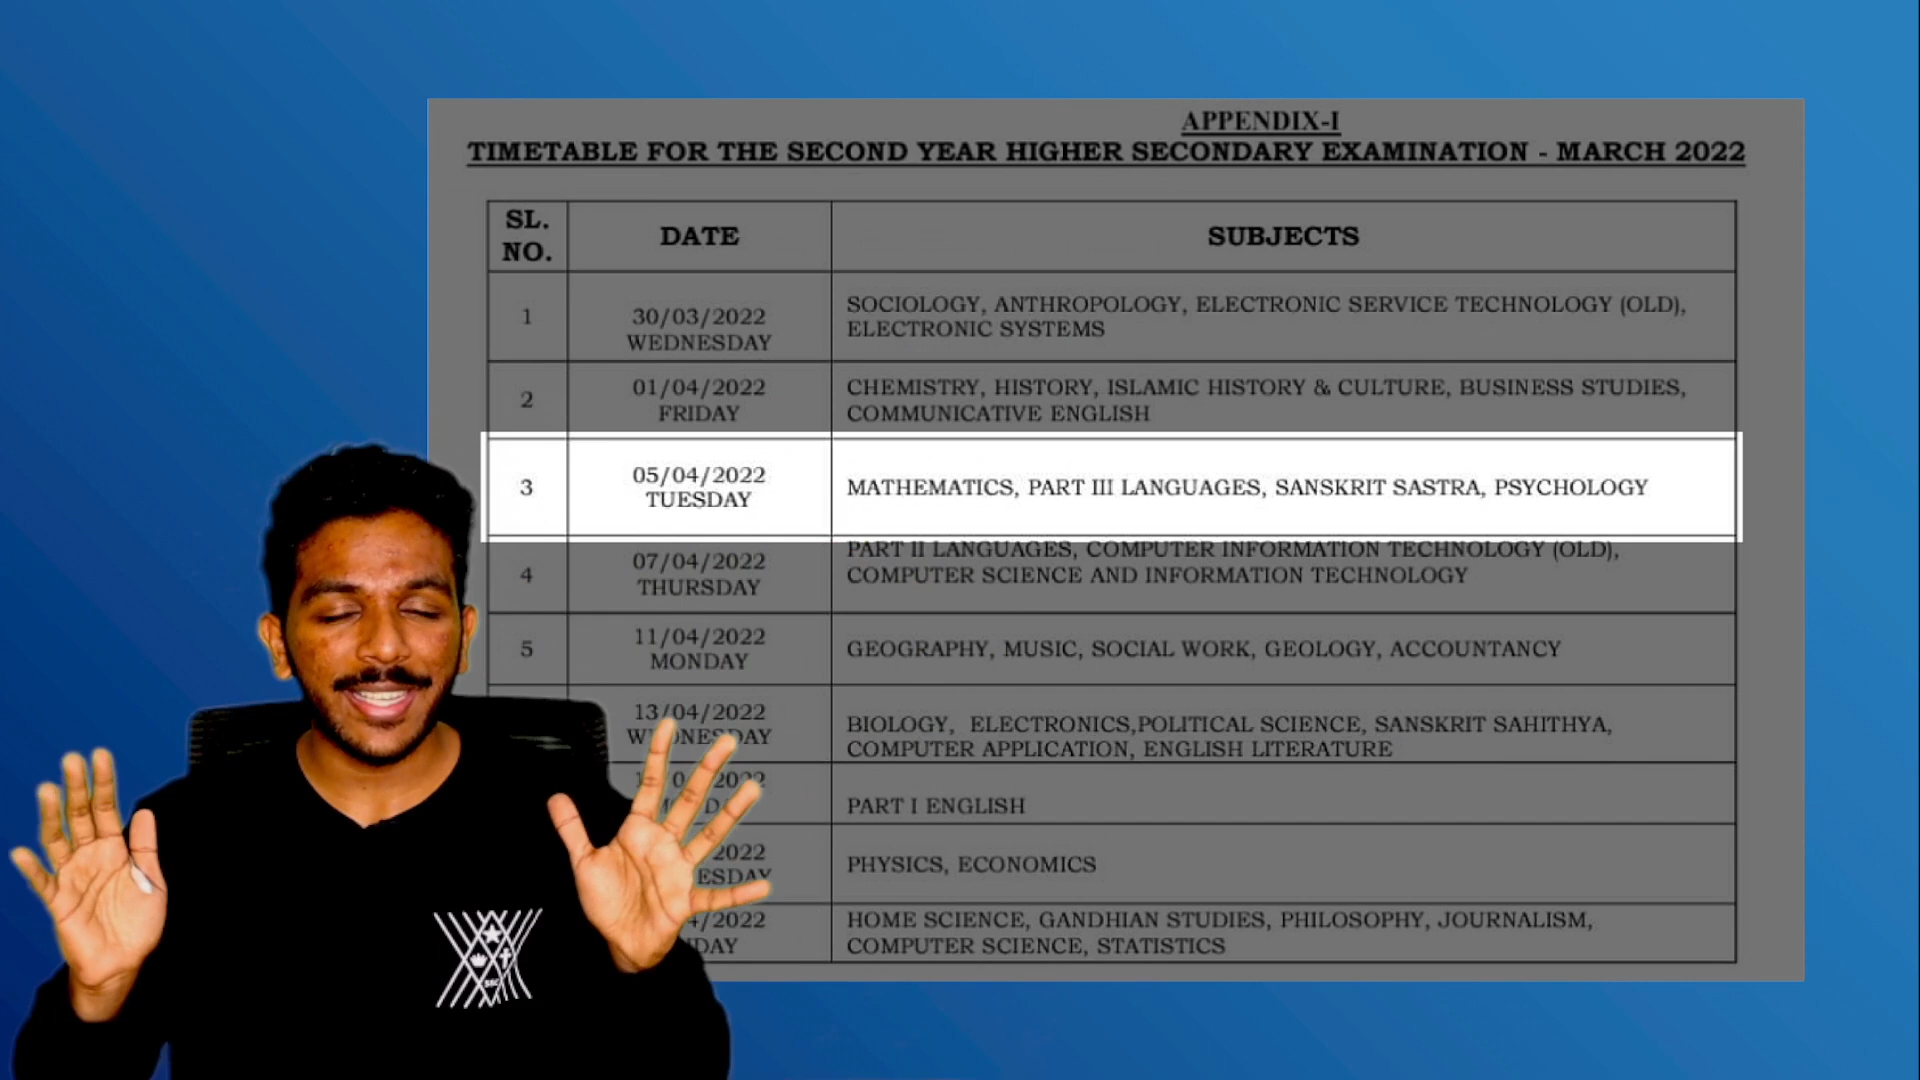 APPENDIX-I
TIMETABLE FOR THE SECOND YEAR HIGHER SECONDARY EXAMINATION - MARCH 2022
SL. NO. DATE SUBJECTS
1 30/03/2022 WEDNESDAY SOCIOLOGY, ANTHROPOLOGY, ELECTRONIC SERVICE TECHNOLOGY (OLD),
ELECTRONIC SYSTEMS
2 01/04/2022 FRIDAY CHEMISTRY, HISTORY, ISLAMIC HISTORY & CULTURE, BUSINESS STUDIES,
COMMUNICATIVE ENGLISH
3 05/04/2022 TUESDAY MATHEMATICS, PART III LANGUAGES, SANSKRIT SASTRA, PSYCHOLOGY
4 07/04/2022 THURSDAY PART II LANGUAGES, COMPUTER INFORMATION TECHNOLOGY (OLD),
COMPUTER SCIENCE AND INFORMATION TECHNOLOGY
5 11/04/2022 MONDAY GEOGRAPHY, MUSIC, SOCIAL WORK, GEOLOGY, ACCOUNTANCY
13/04/2022 BIOLOGY, ELECTRONICS,POLITICAL SCIENCE, SANSKRIT SAHITHYA,
COMPUTER APPLICATION, ENGLISH LITERATURE
PART I ENGLISH
2022 PHYSICS, ECONOMICS
/2022 HOME SCIENCE, GANDHIAN STUDIES, PHILOSOPHY, JOURNALISM,
COMPUTER SCIENCE, STATISTICS